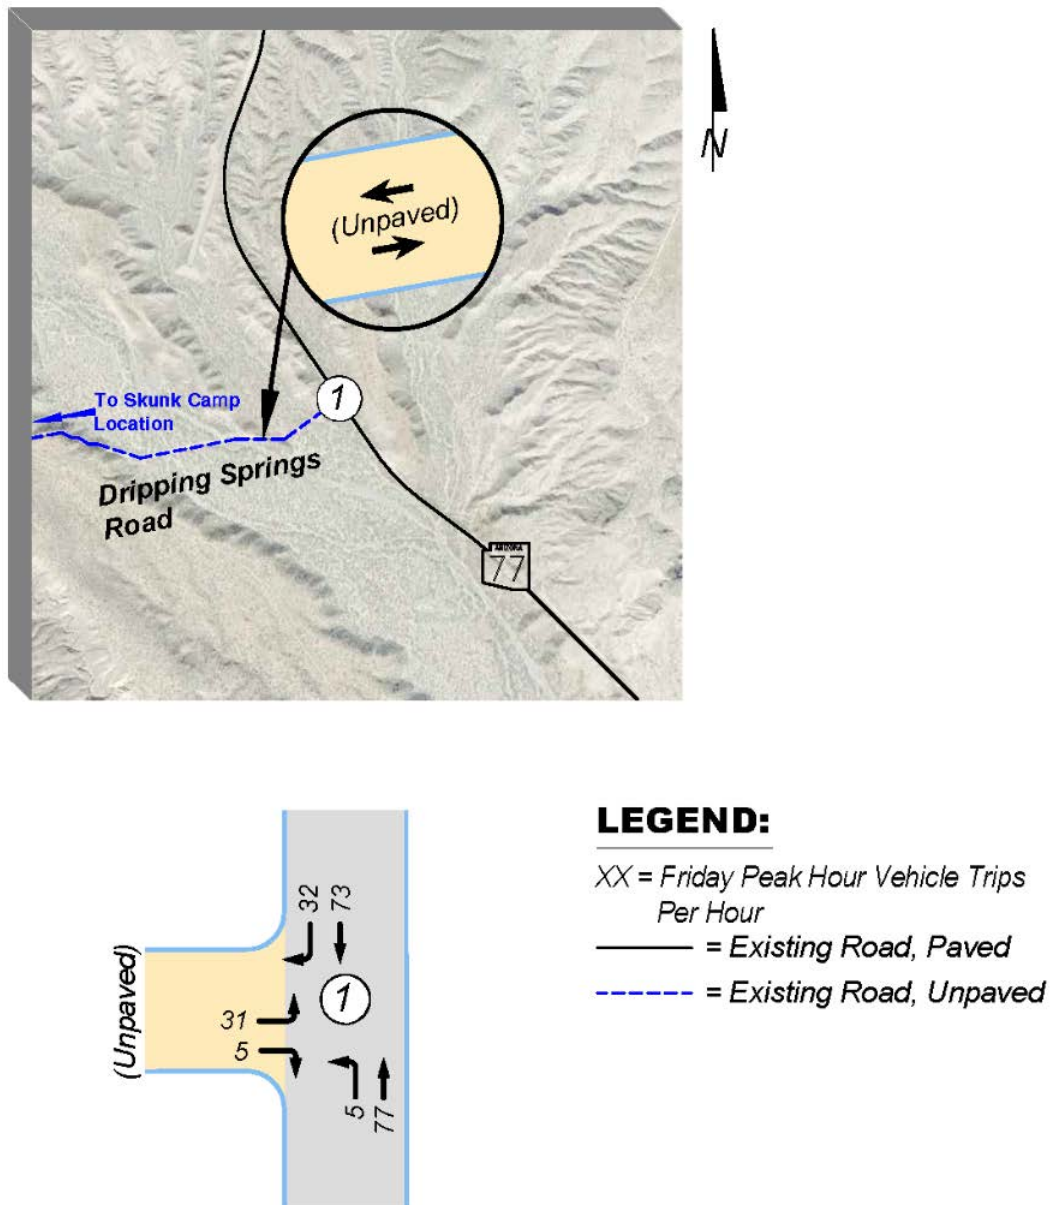 N
(Unpaved)
1
To Skunk Camp
Location
Dripping Springs
Road
ARIZONA
77
LEGEND:
XX = Friday Peak Hour Vehicle Trips
Per Hour
= Existing Road, Paved
= Existing Road, Unpaved
32
73
(Unpaved)
1
31
5
5
77